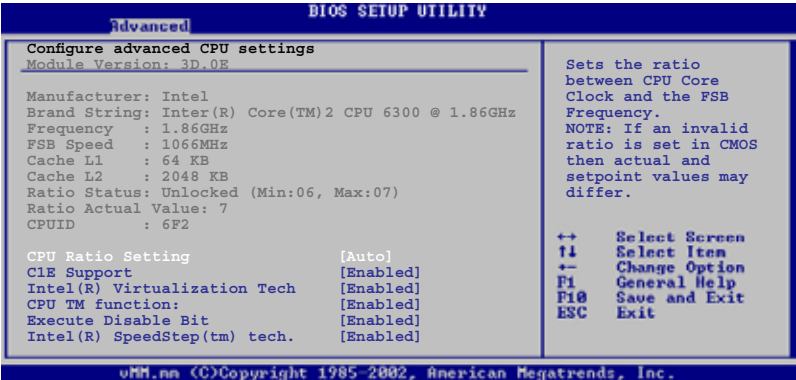 BIOS SETUP UTILITY
Advanced
Configure advanced CPU settings
Module Version: 3D.0E
Manufacturer: Intel
Brand String: Inter(R) Core(TM)2 CPU 6300 @ 1.86GHz
Frequency : 1.86GHz
FSB Speed : 1066MHz
Cache L1 : 64 KB
Cache L2 : 2048 KB
Ratio Status: Unlocked (Min:06, Max:07)
Ratio Actual Value: 7
CPUID : 6F2
CPU Ratio Setting [Auto]
C1E Support [Enabled]
Intel(R) Virtualization Tech [Enabled]
CPU TM function: [Enabled]
Execute Disable Bit [Enabled]
Intel(R) SpeedStep(tm) tech. [Enabled]
Sets the ratio
between CPU Core
Clock and the FSB
Frequency.
NOTE: If an invalid
ratio is set in CMOS
then actual and
setpoint values may
differ.
↔ Select Screen
↑↓ Select Item
+- Change Option
F1 General Help
F10 Save and Exit
ESC Exit
vMM.mm (C)Copyright 1985-2002, American Megatrends, Inc.